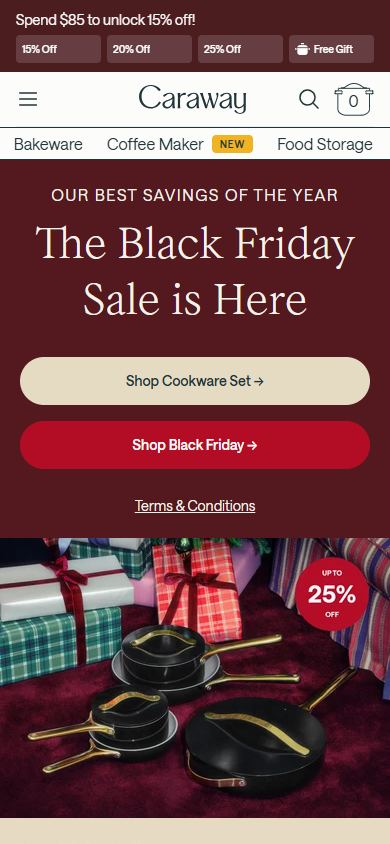 Spend $85 to unlock 15% off!
15% Off
20% Off
25% Off
Free Gift
Caraway
0
Bakeware
Coffee Maker
NEW
Food Storage
OUR BEST SAVINGS OF THE YEAR
The Black Friday
Sale is Here
Shop Cookware Set →
Shop Black Friday →
Terms & Conditions
UP TO
25%
OFF